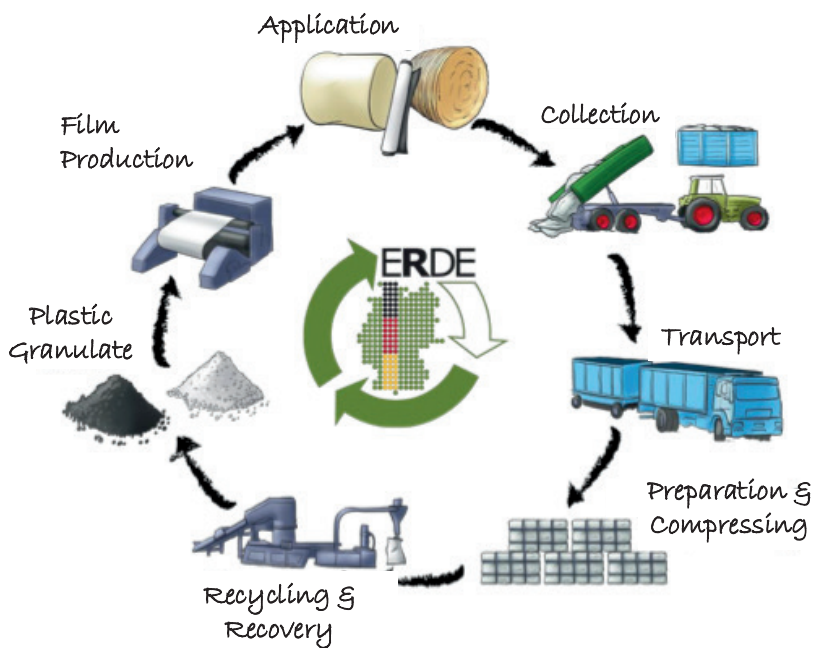 Application
Collection
Film
Production
ERDE
Plastic
Granulate
Transport
Preparation &
Compressing
Recycling &
Recovery